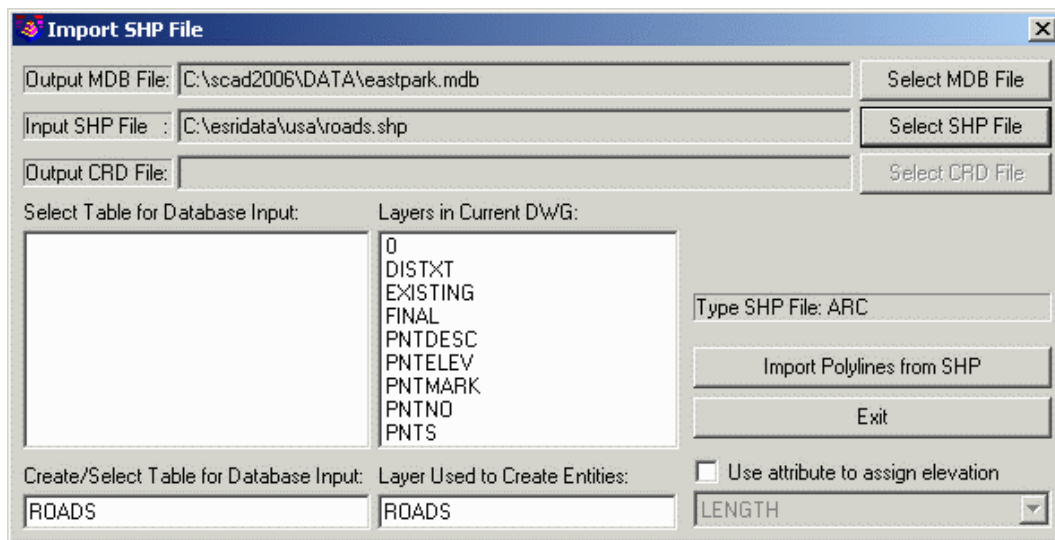 Import SHP File
Output MDB File: C:\scad2006\DATA\eastpark.mdb Select MDB File
Input SHP File : C:\esridata\usa\roads.shp Select SHP File
Output CRD File: Select CRD File
Select Table for Database Input: Layers in Current DWG:
0
DISTXT
EXISTING
FINAL
PNTDESC
PNTELEV
PNTMARK
PNTNO
PNTS
Type SHP File: ARC
Import Polylines from SHP
Exit
Create/Select Table for Database Input: Layer Used to Create Entities: Use attribute to assign elevation
ROADS ROADS LENGTH